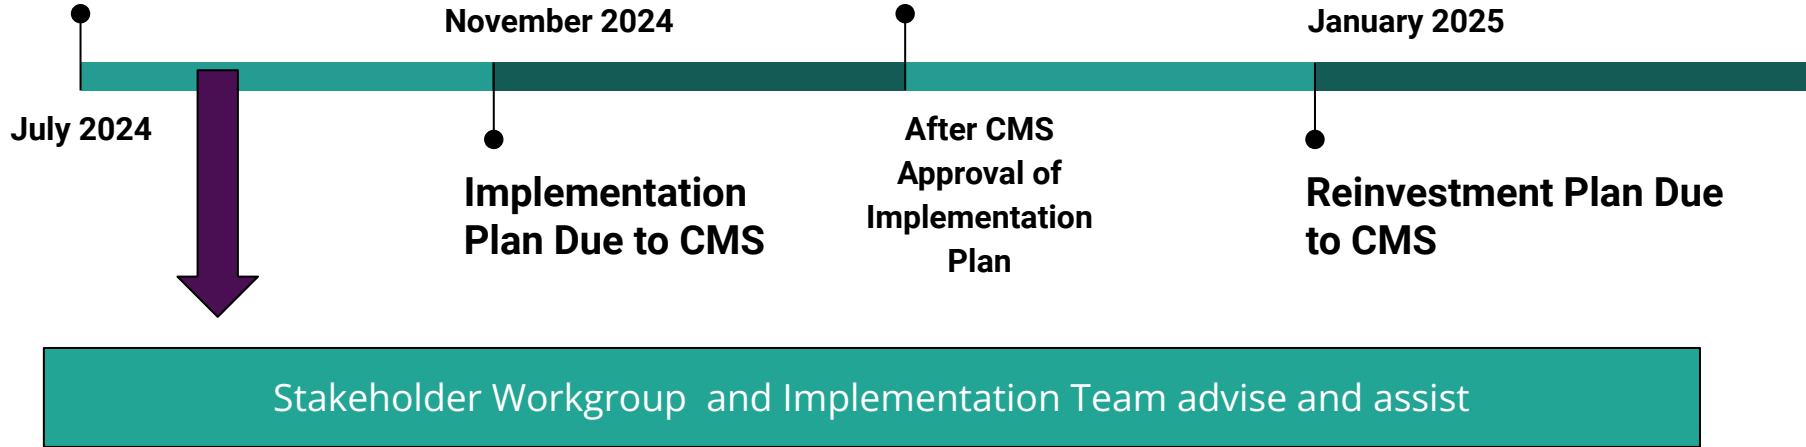 November 2024
January 2025
July 2024
After CMS
Approval of
Implementation
Plan
Implementation
Plan Due to CMS
Reinvestment Plan Due
to CMS
Stakeholder Workgroup  and Implementation Team advise and assist